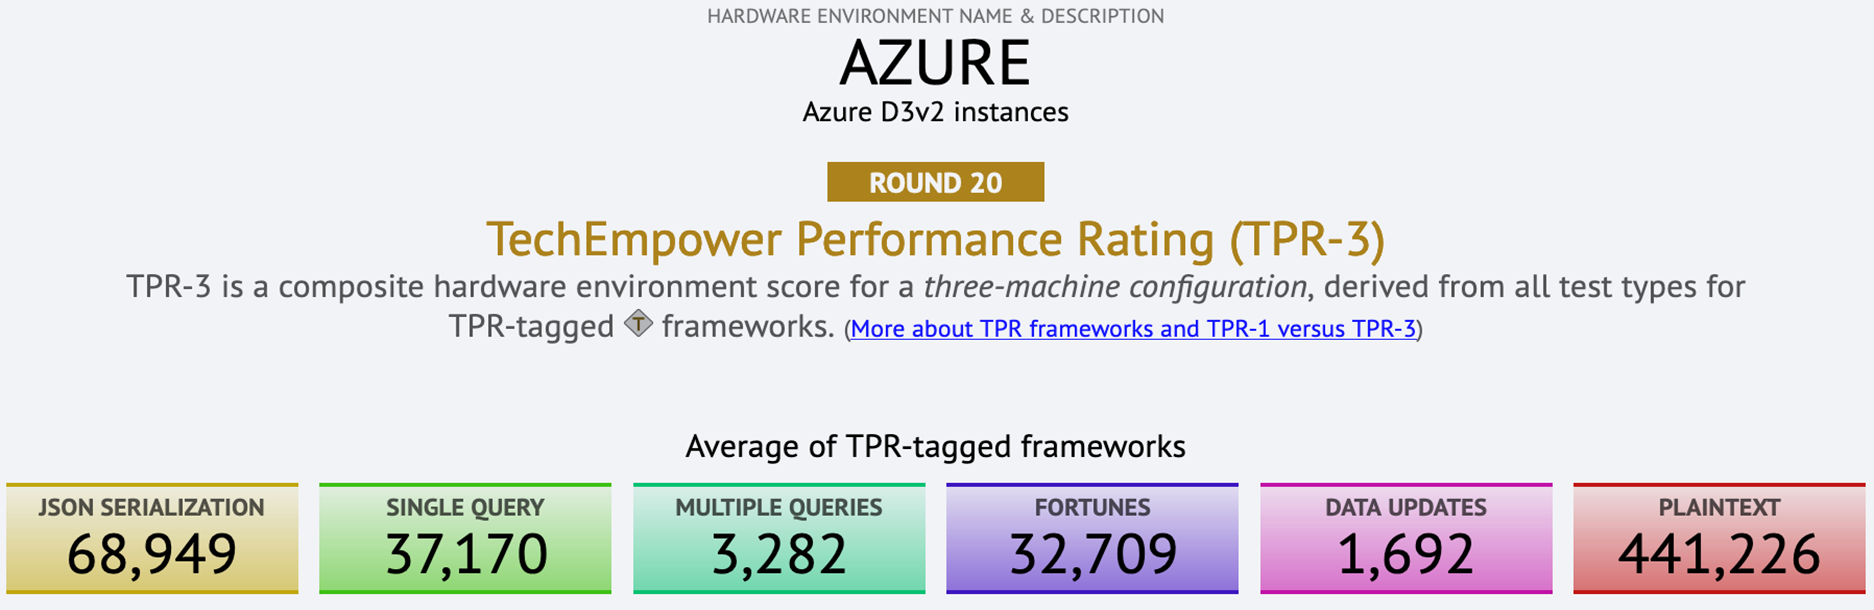 HARDWARE ENVIRONMENT NAME & DESCRIPTION
AZURE
Azure D3v2 instances
ROUND 20
TechEmpower Performance Rating (TPR-3)
TPR-3 is a composite hardware environment score for a three-machine configuration, derived from all test types for
TPR-tagged T frameworks. (More about TPR frameworks and TPR-1 versus TPR-3)
Average of TPR-tagged frameworks
JSON SERIALIZATION
68,949
SINGLE QUERY
37,170
MULTIPLE QUERIES
3,282
FORTUNES
32,709
DATA UPDATES
1,692
PLAINTEXT
441,226